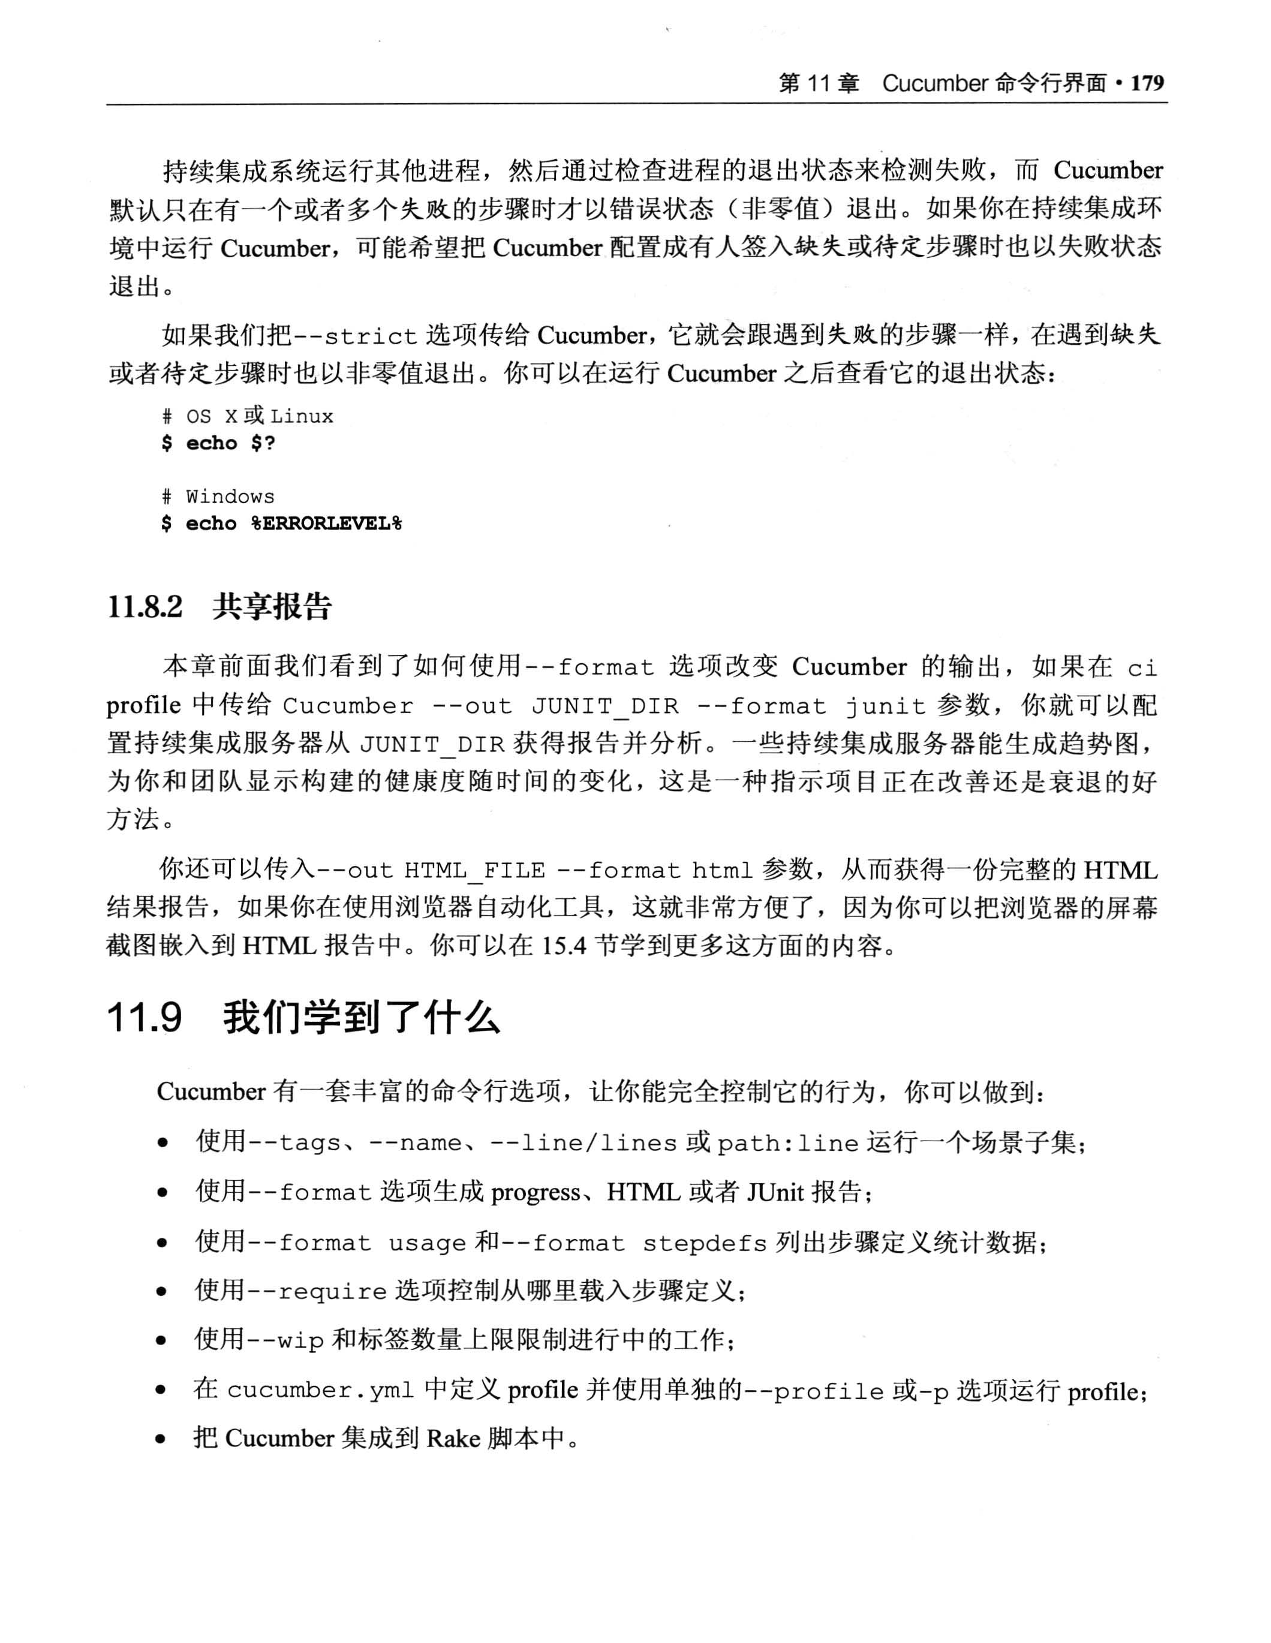 第 11 章 Cucumber 命令行界面 · 179
持续集成系统运行其他进程，然后通过检查进程的退出状态来检测失败，而 Cucumber
默认只在有一个或者多个失败的步骤时才以错误状态（非零值）退出。如果你在持续集成环
境中运行 Cucumber，可能希望把 Cucumber 配置成有人签入缺失或待定步骤时也以失败状态
退出。
如果我们把--strict 选项传给 Cucumber，它就会跟遇到失败的步骤一样，在遇到缺失
或者待定步骤时也以非零值退出。你可以在运行 Cucumber 之后查看它的退出状态：
# OS X或Linux
$ echo $?
# Windows
$ echo %ERRORLEVEL%
11.8.2 共享报告
本章前面我们看到了如何使用--format 选项改变 Cucumber 的输出，如果在 ci
profile 中传给 Cucumber --out JUNIT_DIR --format junit 参数，你就可以配
置持续集成服务器从 JUNIT_DIR 获得报告并分析。一些持续集成服务器能生成趋势图，
为你和团队显示构建的健康度随时间的变化，这是一种指示项目正在改善还是衰退的好
方法。
你还可以传入--out HTML_FILE --format html 参数，从而获得一份完整的 HTML
结果报告，如果你在使用浏览器自动化工具，这就非常方便了，因为你可以把浏览器的屏幕
截图嵌入到 HTML 报告中。你可以在 15.4 节学到更多这方面的内容。
11.9 我们学到了什么
Cucumber 有一套丰富的命令行选项，让你能完全控制它的行为，你可以做到：
● 使用--tags、--name、--line/lines 或 path:line 运行一个场景子集；
● 使用--format 选项生成 progress、HTML 或者 JUnit 报告；
● 使用--format usage 和--format stepdefs 列出步骤定义统计数据；
● 使用--require 选项控制从哪里载入步骤定义；
● 使用--wip 和标签数量上限限制进行中的工作；
● 在 cucumber.yml 中定义 profile 并使用单独的--profile 或-p 选项运行 profile；
● 把 Cucumber 集成到 Rake 脚本中。